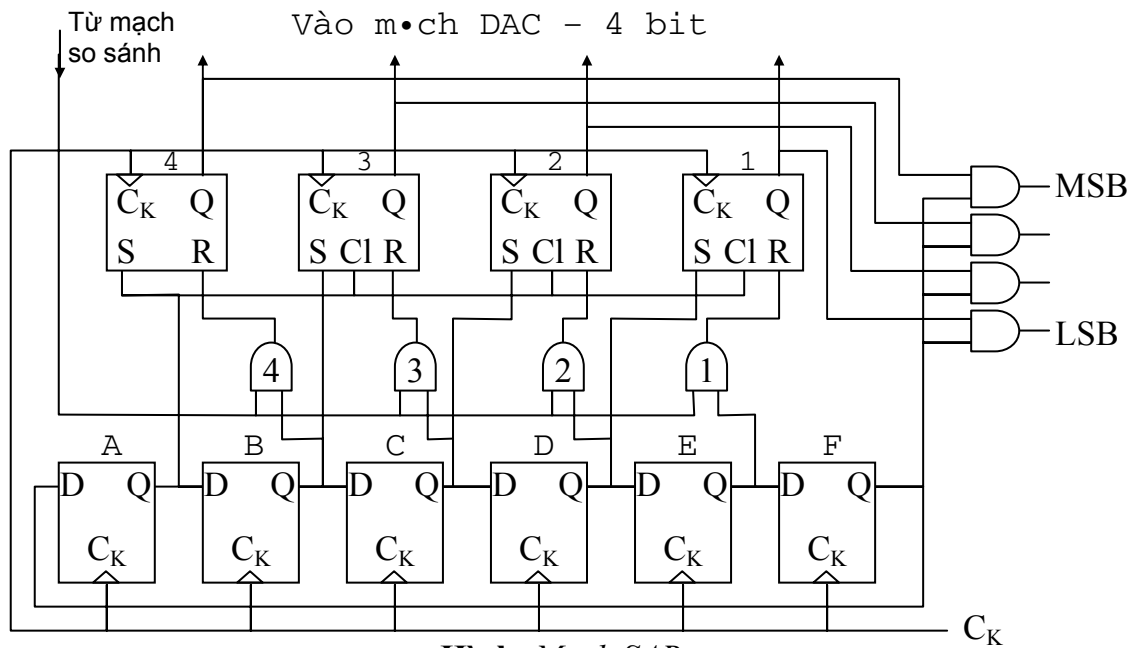 Từ mạch
so sánh
Vào m•ch DAC – 4 bit
4 3 2 1
CK Q CK Q CK Q CK Q
MSB
S R S Cl R S Cl R S Cl R
LSB
4 3 2 1
A B C D E F
D Q D Q D Q D Q D Q D Q
CK CK CK CK CK CK
CK